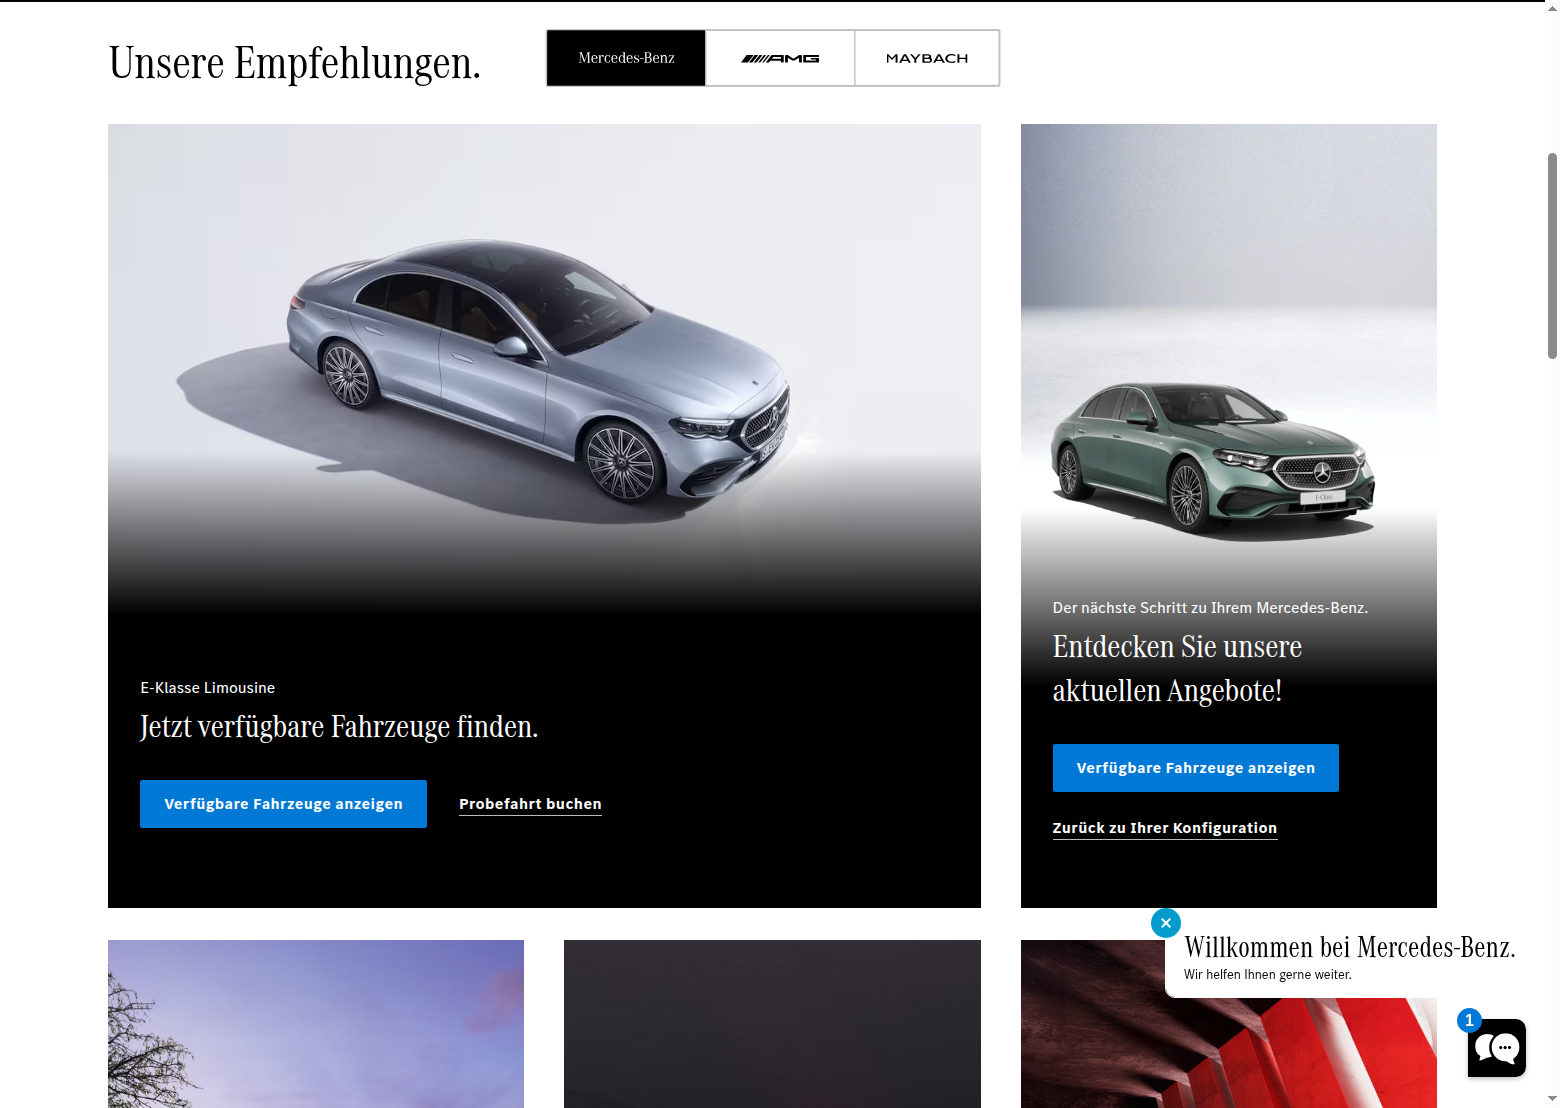 Unsere Empfehlungen.
Mercedes-Benz
AMG
MAYBACH
E-Klasse Limousine
Jetzt verfügbare Fahrzeuge finden.
Verfügbare Fahrzeuge anzeigen
Probefahrt buchen
E-Class
Der nächste Schritt zu Ihrem Mercedes-Benz.
Entdecken Sie unsere
aktuellen Angebote!
Verfügbare Fahrzeuge anzeigen
Zurück zu Ihrer Konfiguration
Willkommen bei Mercedes-Benz.
Wir helfen Ihnen gerne weiter.
1